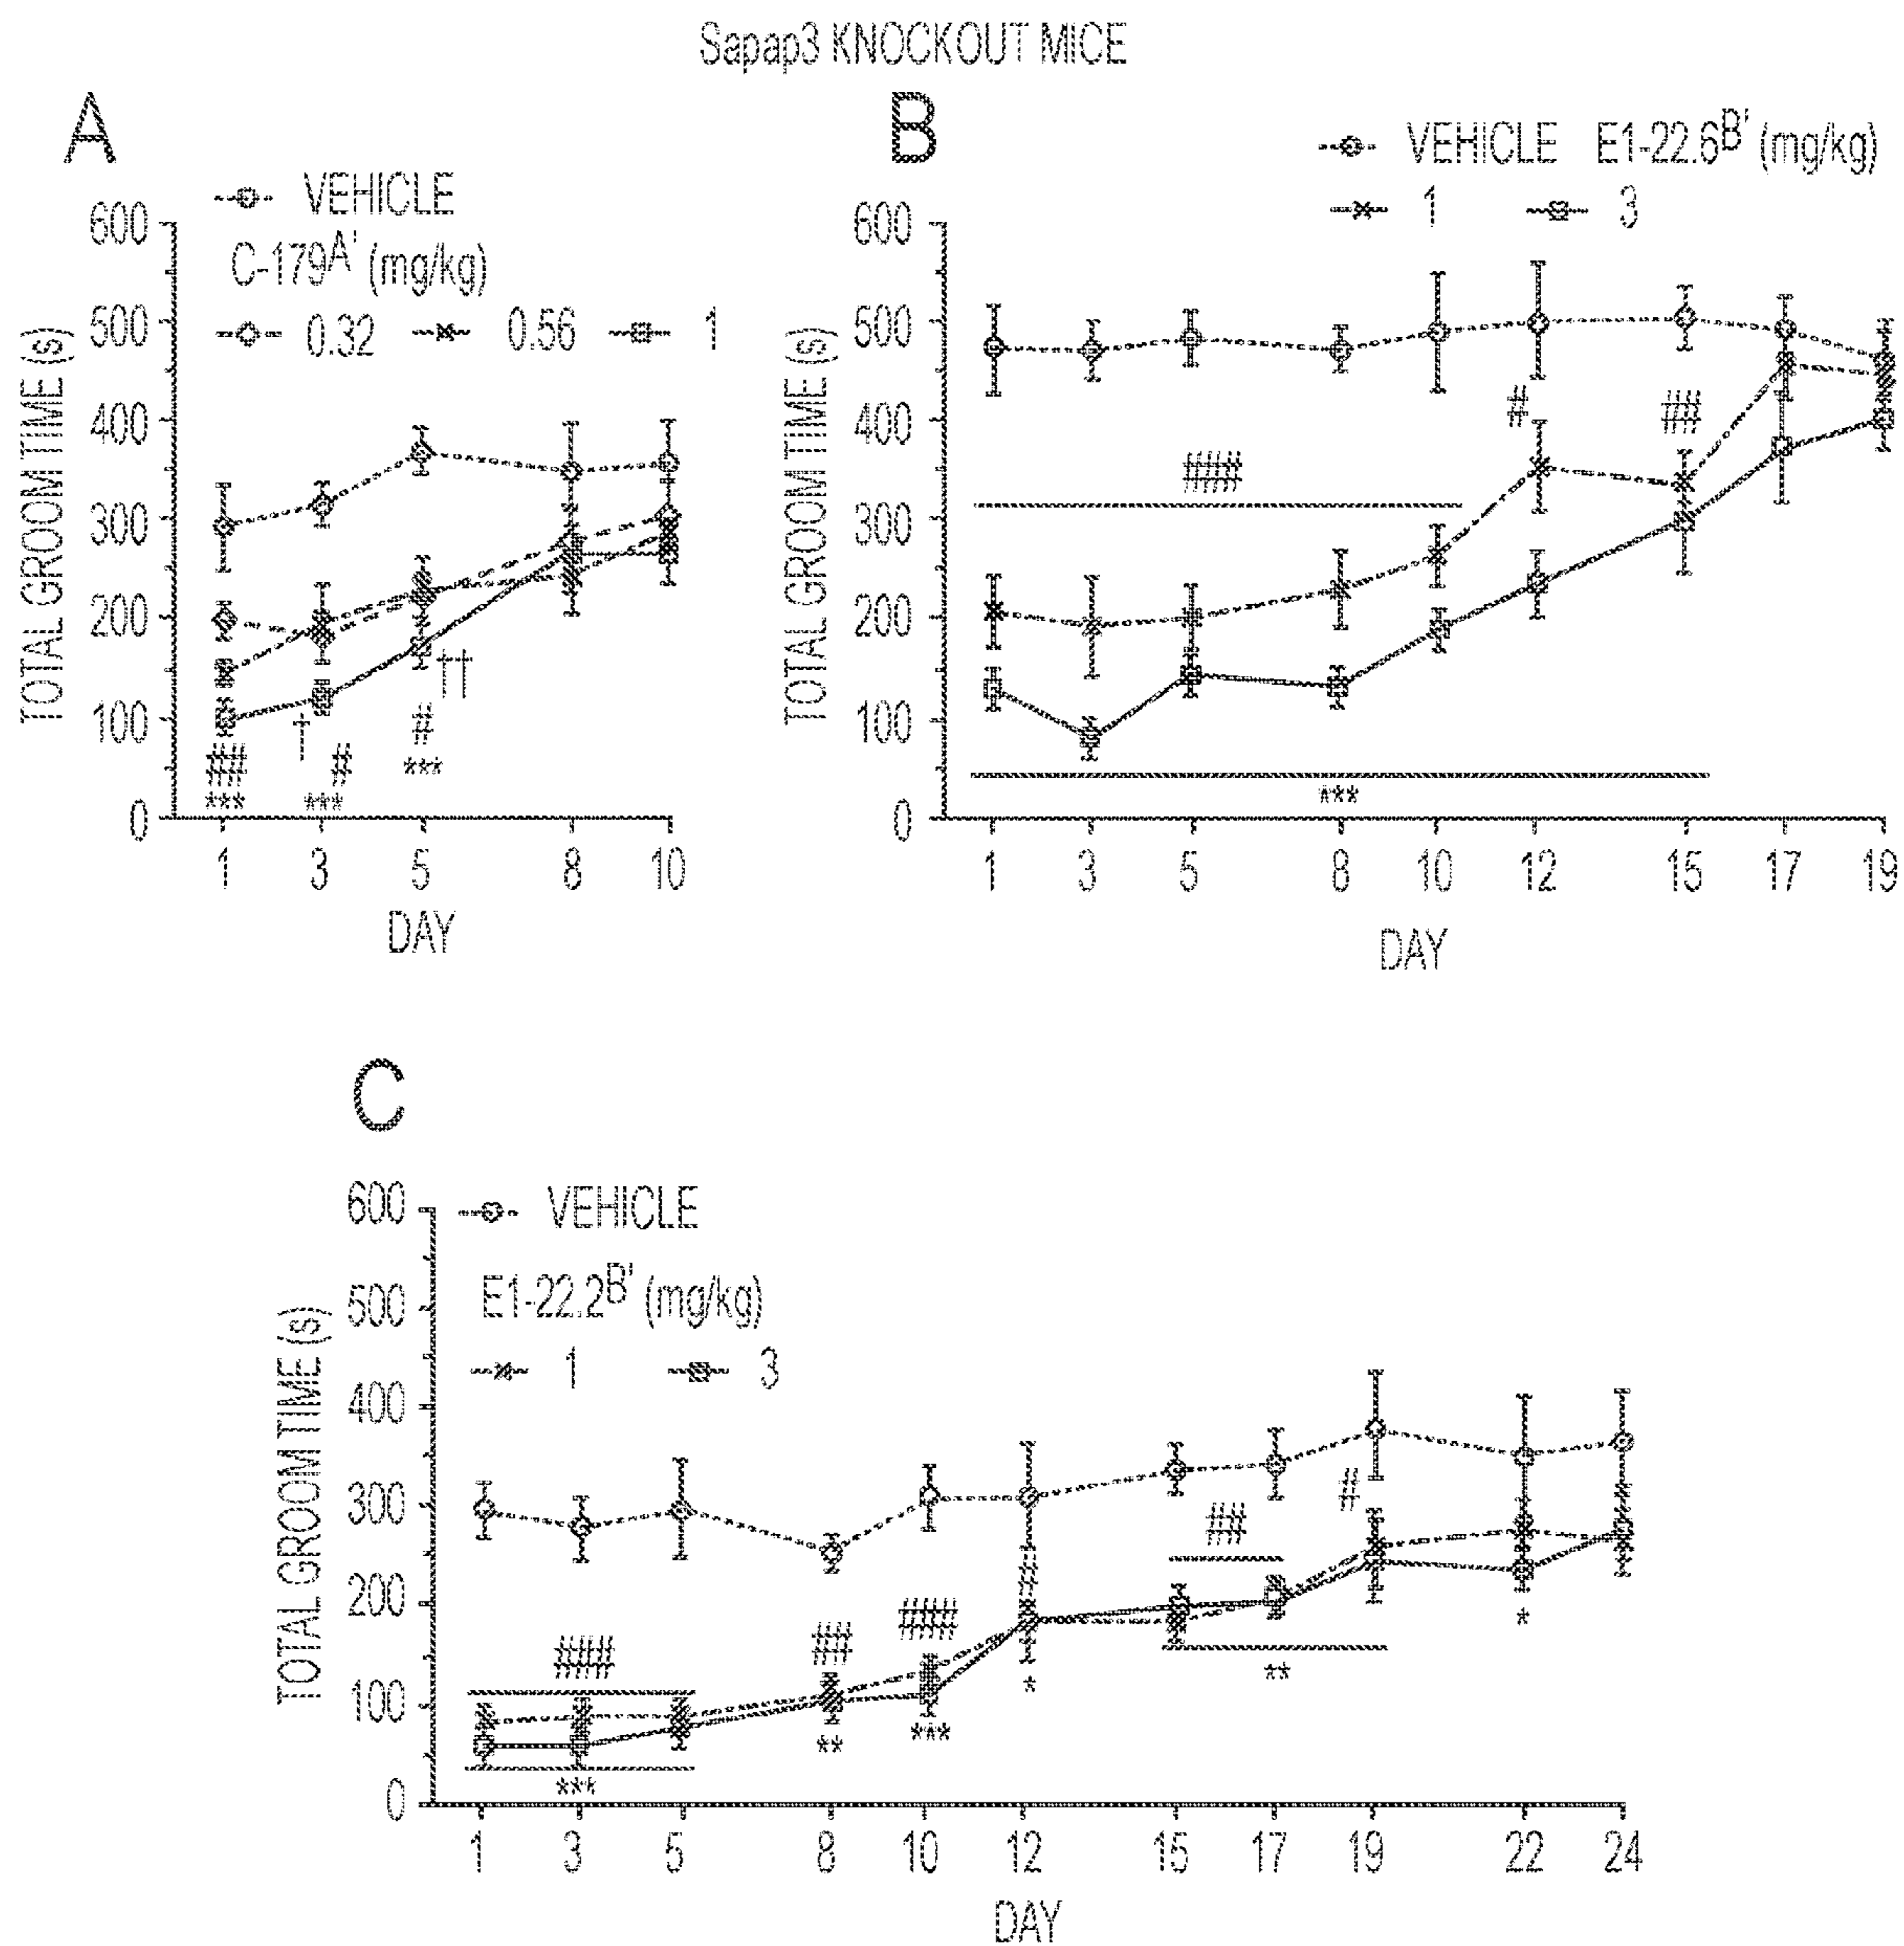 Sapap3 KNOCKOUT MICE
A
VEHICLE
C-179A' (mg/kg)
0.32 0.56 1
TOTAL GROOM TIME (s)
600
500
400
300
200
100
0
††
†
#
## #
***
*** ***
1 3 5 8 10
DAY
B
VEHICLE E1-22.6B' (mg/kg)
1 3
TOTAL GROOM TIME (s)
600
500
400
300
200
100
0
# ##
###
***
1 3 5 8 10 12 15 17 19
DAY
C
VEHICLE
E1-22.2B' (mg/kg)
1 3
TOTAL GROOM TIME (s)
600
500
400
300
200
100
0
#
##
#
### ## ###
* ** *
*** ** ***
1 3 5 8 10 12 15 17 19 22 24
DAY